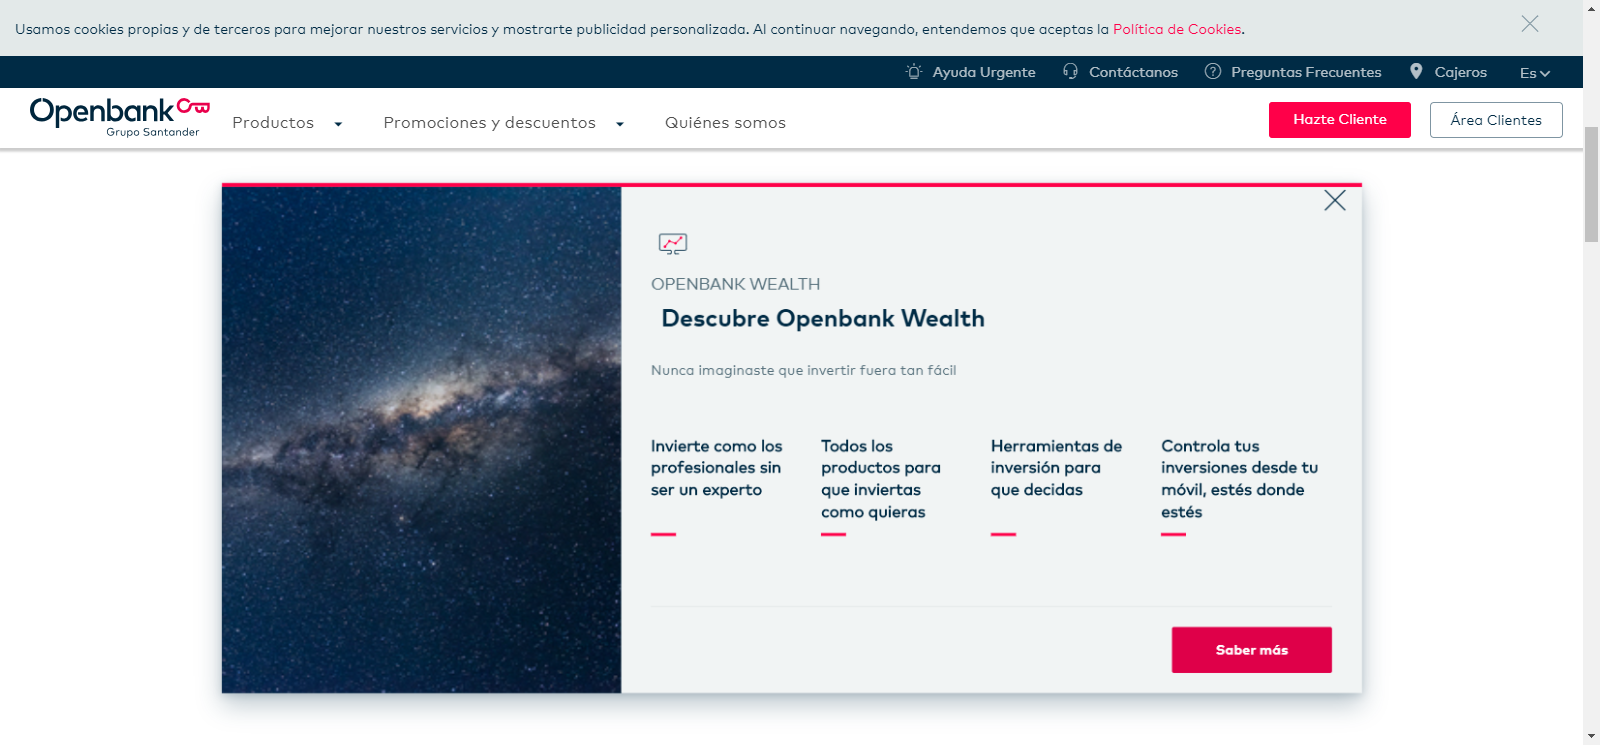 Usamos cookies propias y de terceros para mejorar nuestros servicios y mostrarte publicidad personalizada. Al continuar navegando, entendemos que aceptas la Política de Cookies.
Ayuda Urgente Contáctanos Preguntas Frecuentes Cajeros Es
Openbank
Grupo Santander
Productos Promociones y descuentos Quiénes somos
Hazte Cliente Área Clientes
OPENBANK WEALTH
Descubre Openbank Wealth
Nunca imaginaste que invertir fuera tan fácil
Invierte como los
profesionales sin
ser un experto
Todos los
productos para
que inviertas
como quieras
Herramientas de
inversión para
que decidas
Controla tus
inversiones desde tu
móvil, estés donde
estés
Saber más